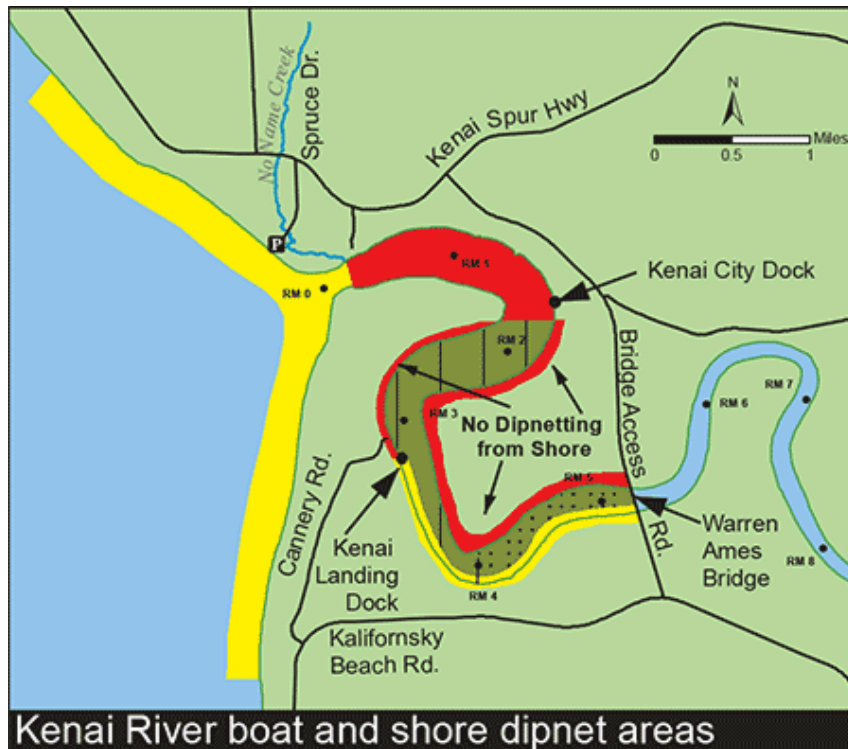 No Name Creek
Spruce Dr.
Kenai Spur Hwy
N
Miles
0 0.5 1
P
RM 0
RM 1
Kenai City Dock
RM 2
Bridge Access
Rd.
RM 7
RM 6
RM 3
No Dipnetting
from Shore
RM 5
Cannery Rd.
Kenai
Landing
Dock
Warren
Ames
Bridge
RM 8
RM 4
Kalifornsky
Beach Rd.
Kenai River boat and shore dipnet areas